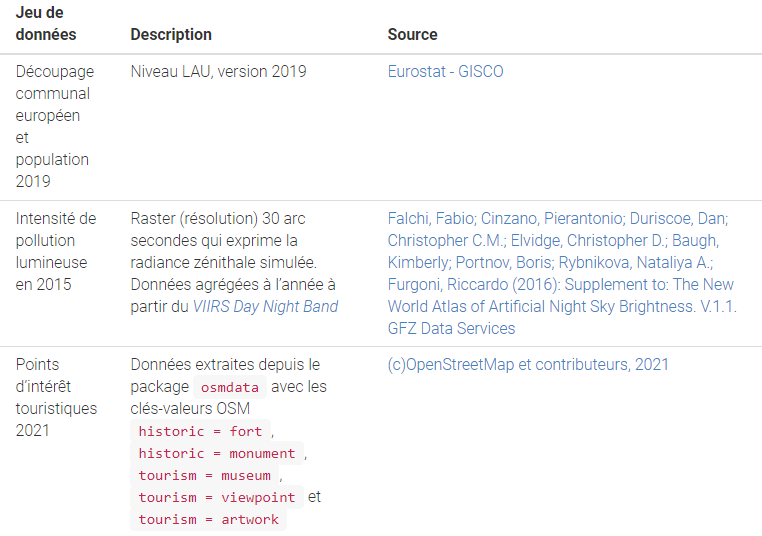 Jeu de
données
Description
Source
Découpage
communal
européen
et
population
2019
Niveau LAU, version 2019
Eurostat - GISCO
Intensité de
pollution
lumineuse
en 2015
Raster (résolution) 30 arc
secondes qui exprime la
radiance zénithale simulée.
Données agrégées à l'année à
partir du VIIRS Day Night Band
Falchi, Fabio; Cinzano, Pierantonio; Duriscoe, Dan;
Christopher C.M.; Elvidge, Christopher D.; Baugh,
Kimberly; Portnov, Boris; Rybnikova, Nataliya A.;
Furgoni, Riccardo (2016): Supplement to: The New
World Atlas of Artificial Night Sky Brightness. V.1.1.
GFZ Data Services
Points
d'intérêt
touristiques
2021
Données extraites depuis le
package osmdata avec les
clés-valeurs OSM
historic = fort ,
historic = monument ,
tourism = museum ,
tourism = viewpoint et
tourism = artwork
(c)OpenStreetMap et contributeurs, 2021